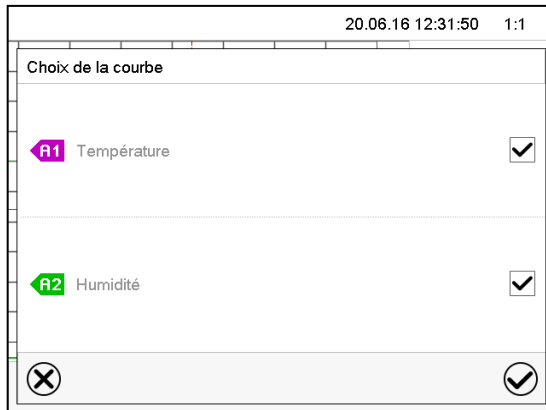 20.06.16 12:31:50 1:1
Choix de la courbe
A1 Température
A2 Humidité